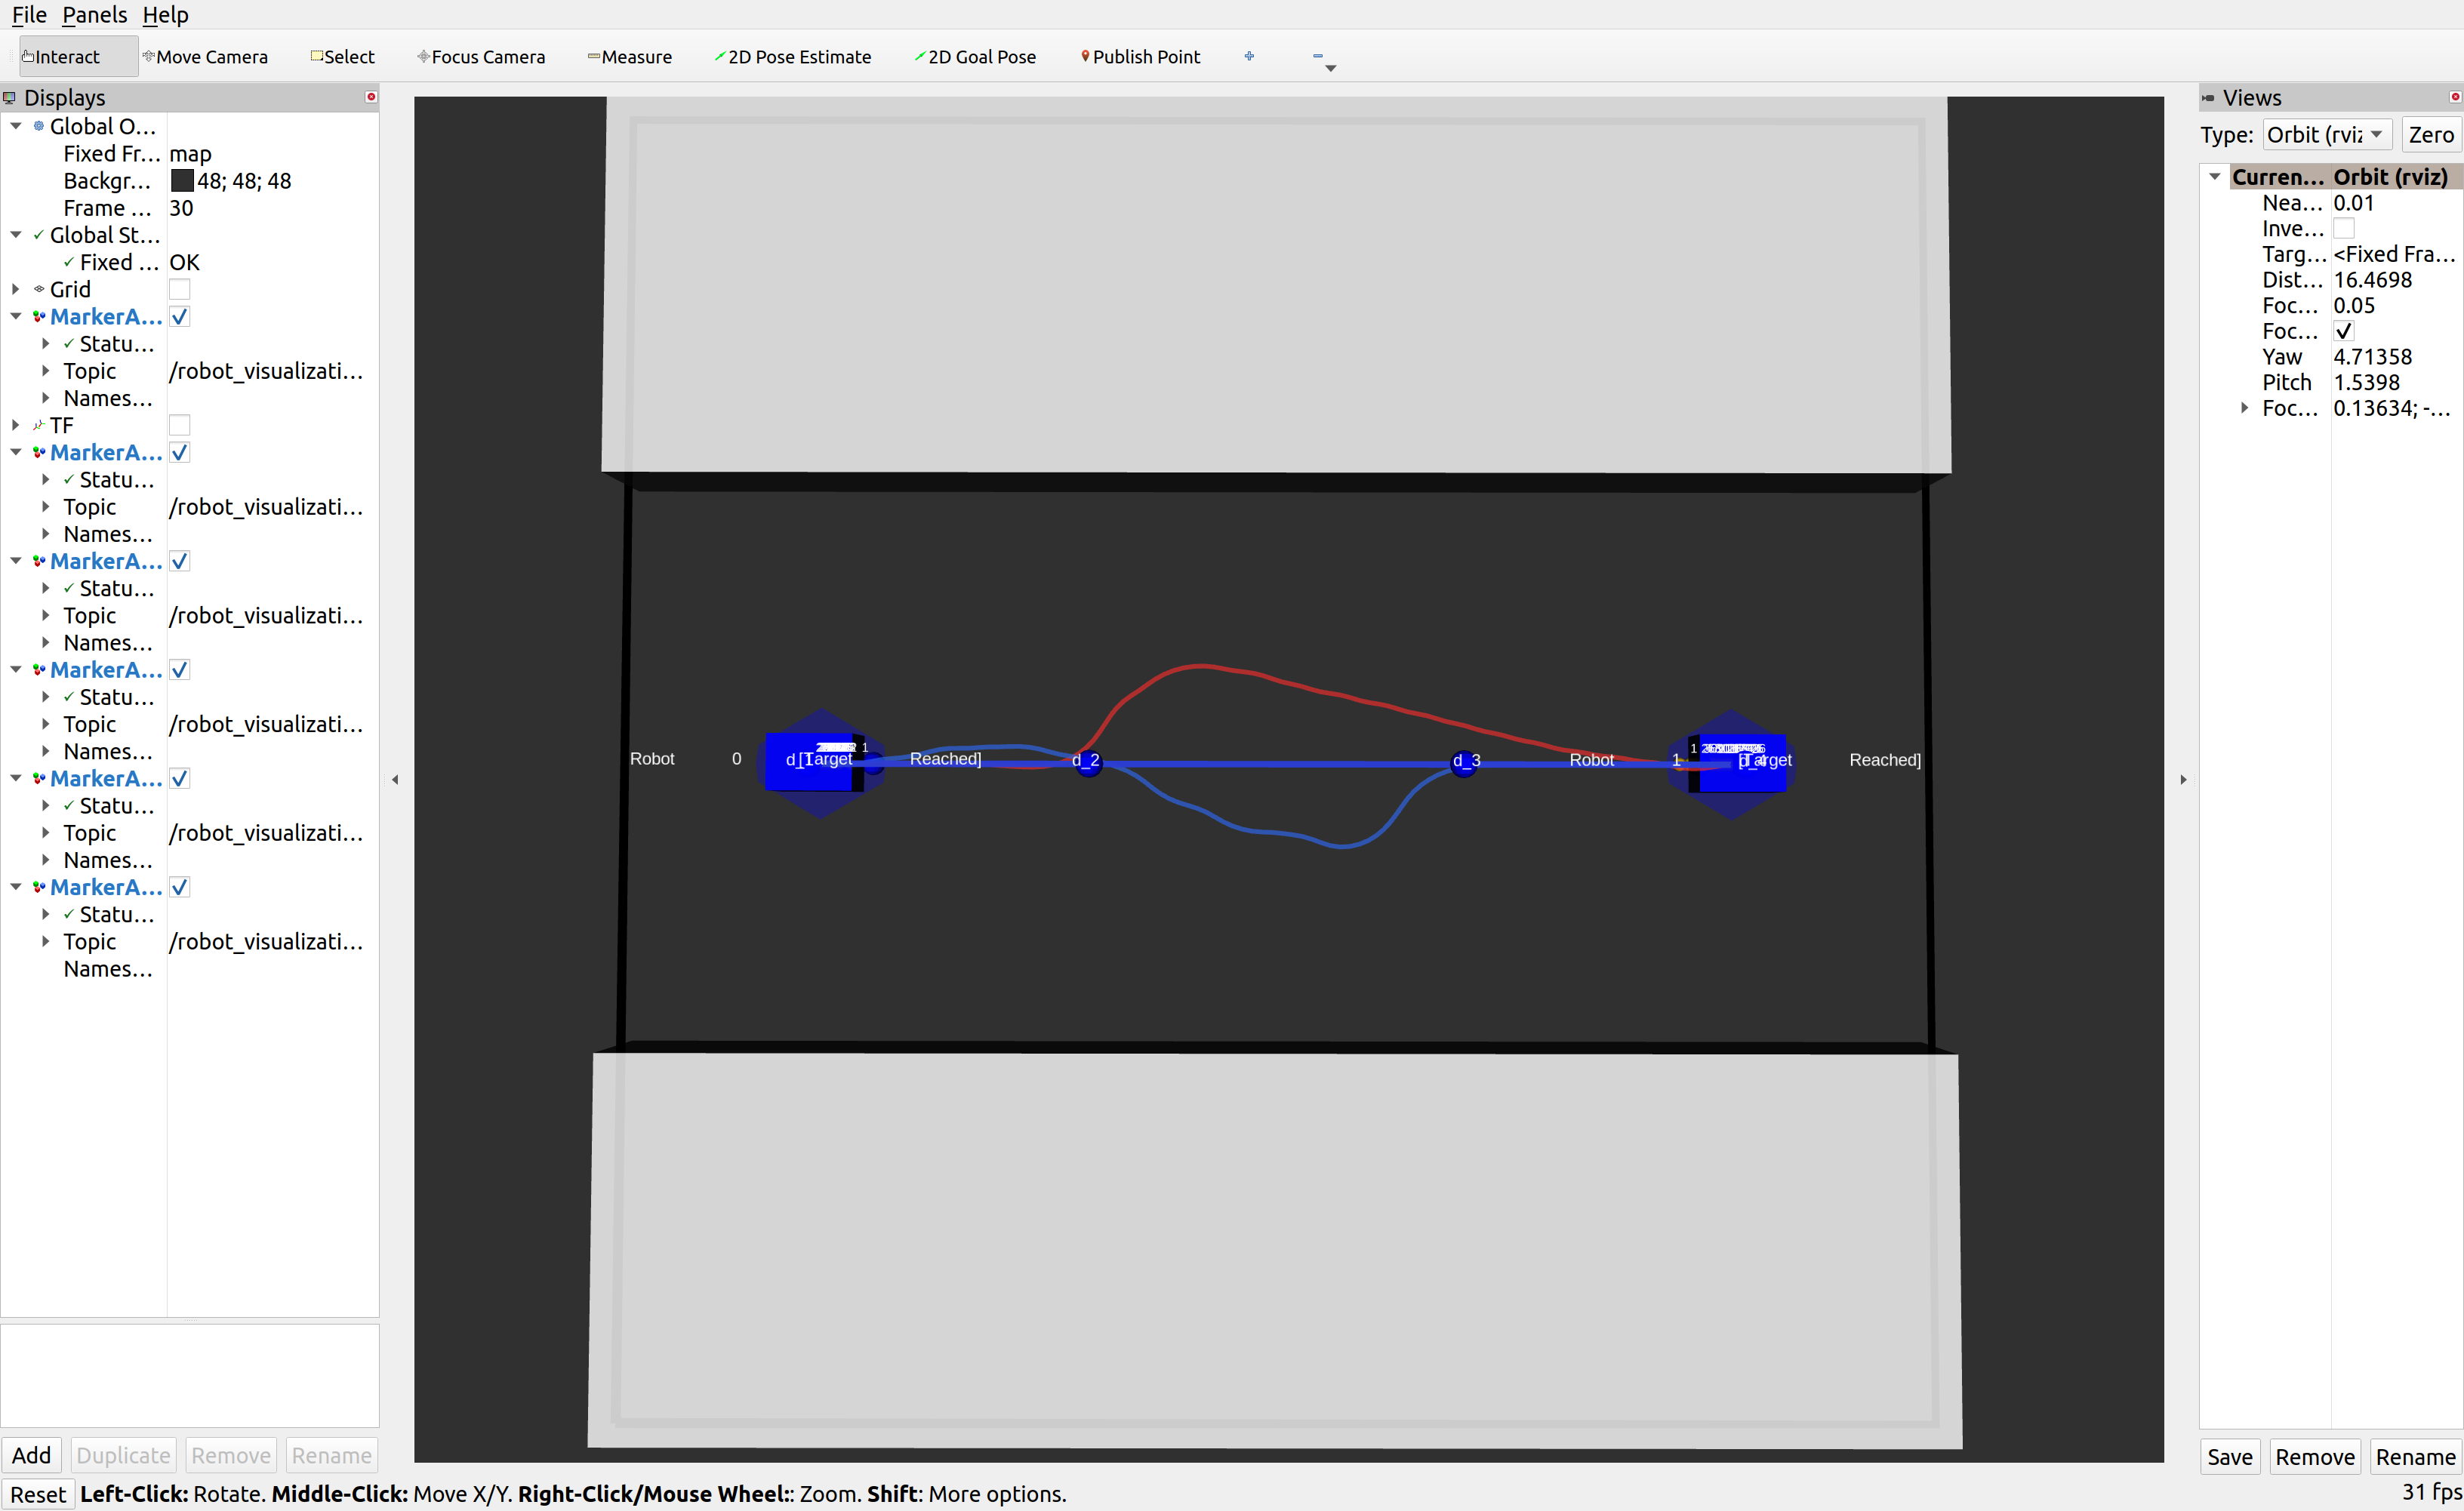 File Panels Help
Interact Move Camera Select Focus Camera Measure 2D Pose Estimate 2D Goal Pose Publish Point
Displays
Global O...
Fixed Fr... map
Backgr... 48; 48; 48
Frame ... 30
Global St...
Fixed ... OK
Grid
MarkerA...
Statu...
Topic /robot_visualizati...
Names...
TF
MarkerA...
Statu...
Topic /robot_visualizati...
Names...
MarkerA...
Statu...
Topic /robot_visualizati...
Names...
MarkerA...
Statu...
Topic /robot_visualizati...
Names...
MarkerA...
Statu...
Topic /robot_visualizati...
Names...
MarkerA...
Statu...
Topic /robot_visualizati...
Names...
Add Duplicate Remove Rename
Robot 0 [Target Reached] d_2 d_3 Robot 1 [Target Reached]
Views
Type: Orbit (rviz Zero
Curren... Orbit (rviz)
Nea... 0.01
Inve...
Targ... <Fixed Fra...
Dist... 16.4698
Foc... 0.05
Foc...
Yaw 4.71358
Pitch 1.5398
Foc... 0.13634; -...
Save Remove Rename
Reset Left-Click: Rotate. Middle-Click: Move X/Y. Right-Click/Mouse Wheel:: Zoom. Shift: More options.
31 fps